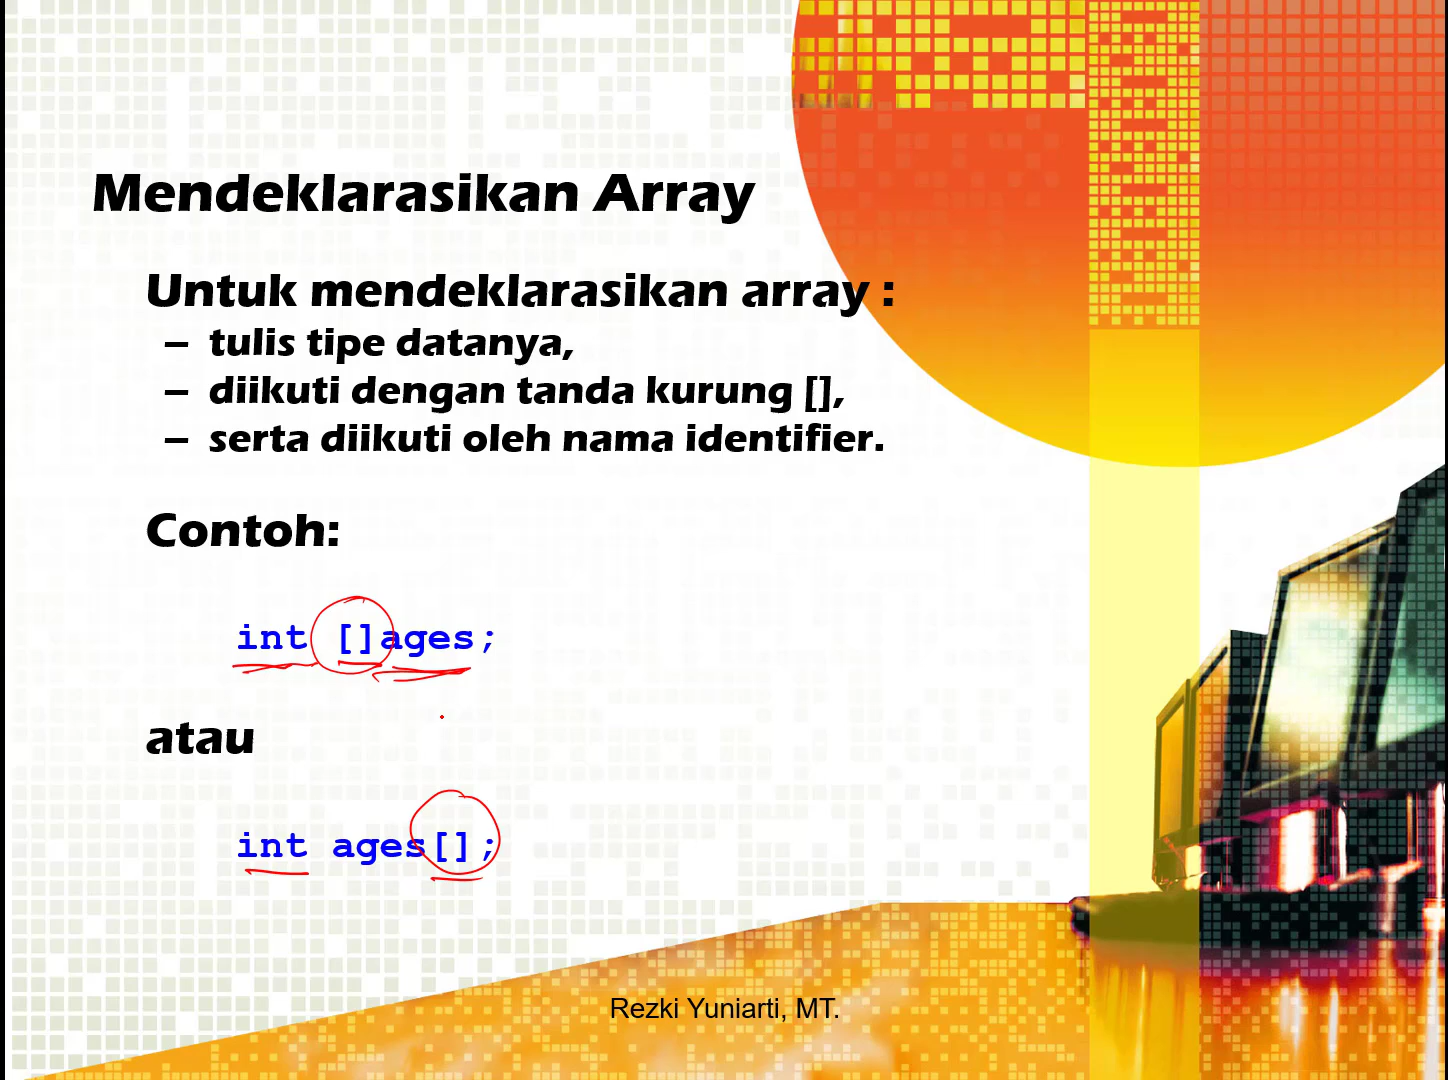 Mendeklarasikan Array
Untuk mendeklarasikan array :
– tulis tipe datanya,
– diikuti dengan tanda kurung [],
– serta diikuti oleh nama identifier.
Contoh:
int []ages;
atau
int ages[];
Rezki Yuniarti, MT.